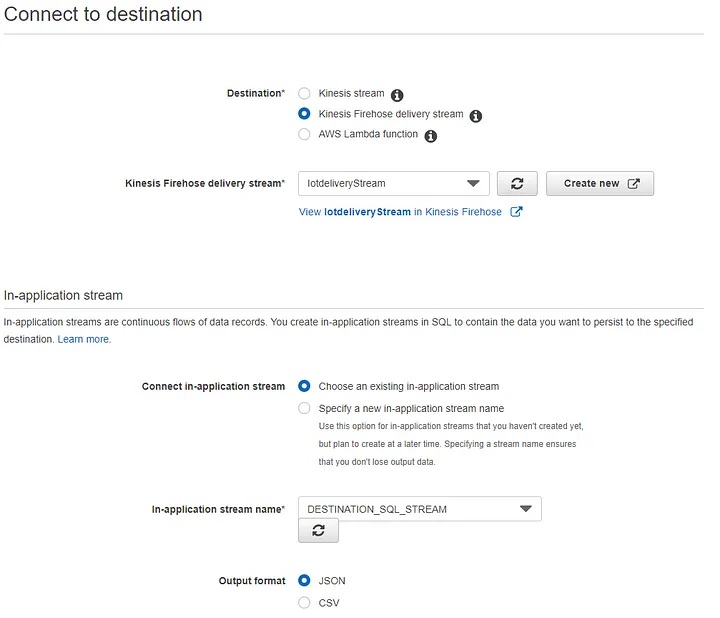 Connect to destination
Destination* Kinesis stream
Kinesis Firehose delivery stream
AWS Lambda function
Kinesis Firehose delivery stream* IotdeliveryStream Create new
View IotdeliveryStream in Kinesis Firehose
In-application stream
In-application streams are continuous flows of data records. You create in-application streams in SQL to contain the data you want to persist to the specified
destination. Learn more.
Connect in-application stream Choose an existing in-application stream
Specify a new in-application stream name
Use this option for in-application streams that you haven't created yet,
but plan to create at a later time. Specifying a stream name ensures
that you don't lose output data.
In-application stream name* DESTINATION_SQL_STREAM
Output format JSON
CSV